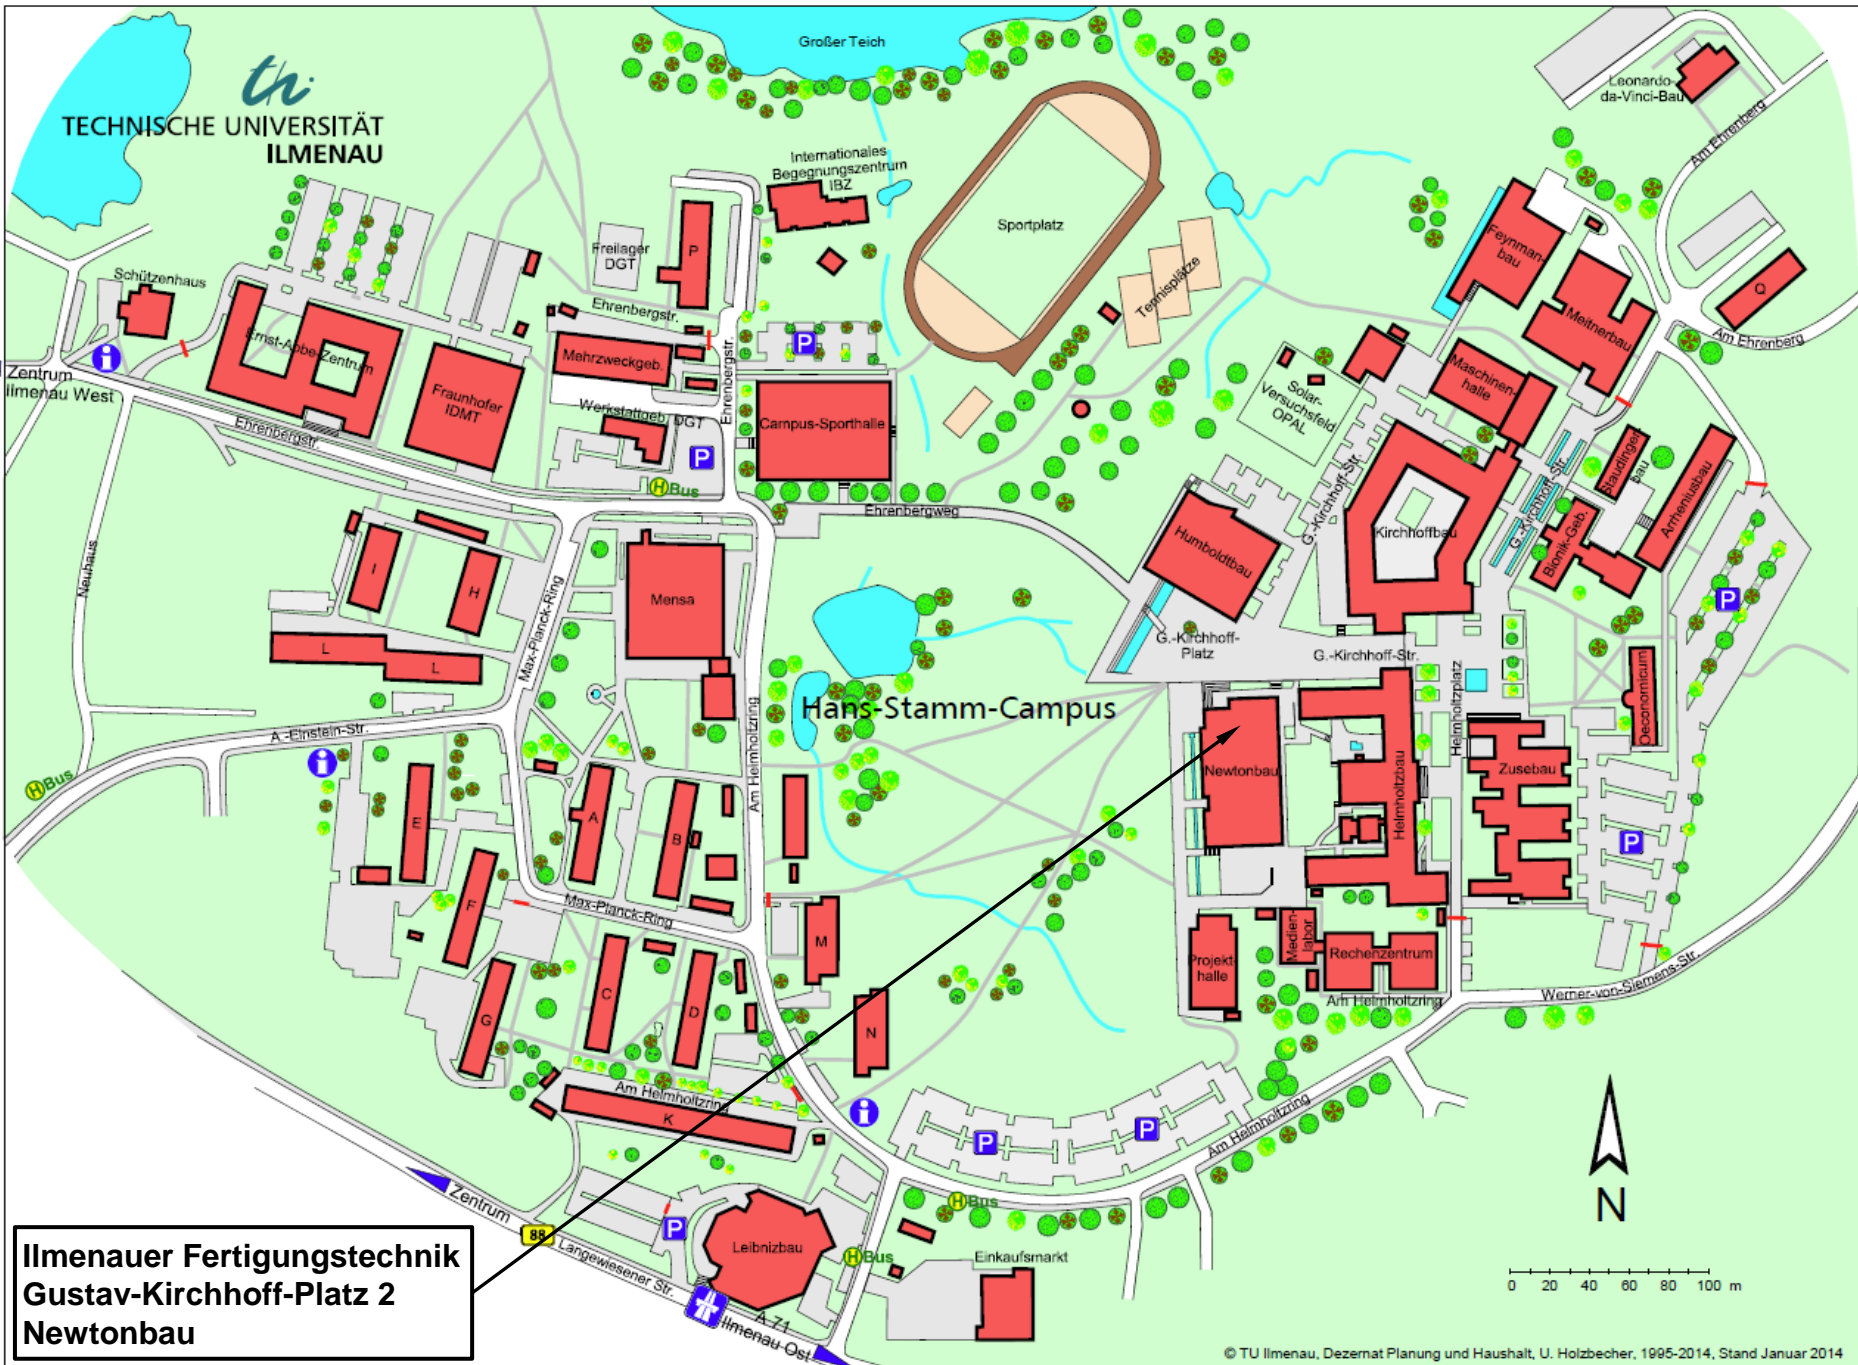 Großer Teich
TECHNISCHE UNIVERSITÄT
ILMENAU
Leonardo-
da-Vinci-Bau
Am Ehrenberg
Internationales
Begegnungszentrum
IBZ
Sportplatz
Tennisplätze
Freilager
DGT
P
Feynman-
bau
Meitnerbau
Q
Am Ehrenberg
Schützenhaus
Ehrenbergstr.
Ehrenbergstr.
Mehrzweckgeb.
P
Ernst-Abbe-Zentrum
Fraunhofer
IDMT
Zentrum
Ilmenau West
Ehrenbergstr.
Werkstattgeb. DGT
P
H Bus
Campus-Sporthalle
Solar-
Versuchsfeld
OPAL
Maschinen-
halle
G.-Kirchhoff-Str.
G.-Kirchhoff-Str.
Staudinger
bau
Arrheniusbau
Bionik-Geb.
Kirchhoffbau
Humboldtbau
Ehrenbergweg
Neuhaus
I
H
L
L
Max-Planck-Ring
Mensa
P
G.-Kirchhoff-
Platz
G.-Kirchhoff-Str.
Helmholtzplatz
Oeconomicum
Hans-Stamm-Campus
Am Helmholtzring
A.-Einstein-Str.
H Bus
Newtonbau
Helmholtzbau
Zusebau
P
E
A
B
F
Max-Planck-Ring
M
G
C
D
N
Projekt-
halle
Medien
labor
Rechenzentrum
Am Helmholtzring
Werner-von-Siemens-Str.
Am Helmholtzring
K
P
P
Am Helmholtzring
N
Zentrum
88
Langewiesener Str.
P
Leibnizbau
H Bus
H Bus
Einkaufsmarkt
A 71
Ilmenau Ost
0 20 40 60 80 100 m
Ilmenauer Fertigungstechnik
Gustav-Kirchhoff-Platz 2
Newtonbau
© TU Ilmenau, Dezernat Planung und Haushalt, U. Holzbecher, 1995-2014, Stand Januar 2014